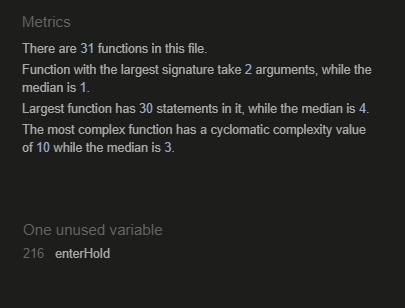 Metrics
There are 31 functions in this file.
Function with the largest signature take 2 arguments, while the
median is 1.
Largest function has 30 statements in it, while the median is 4.
The most complex function has a cyclomatic complexity value
of 10 while the median is 3.
One unused variable
216 enterHold